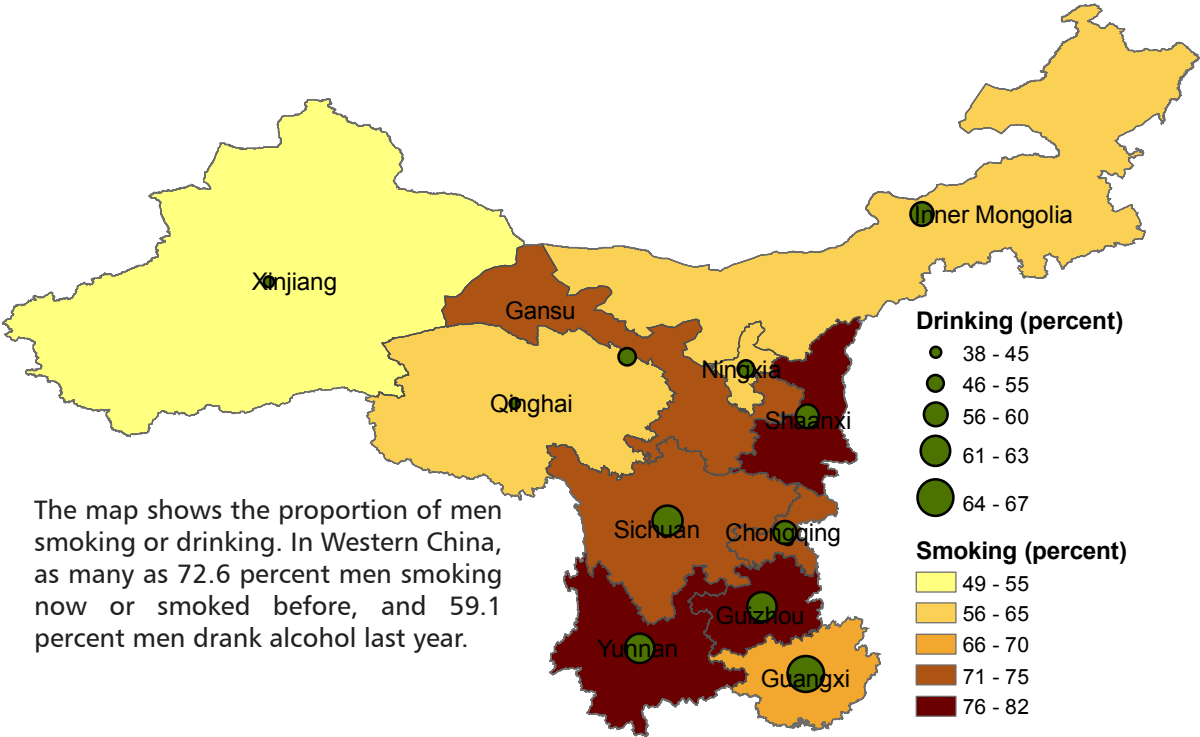 Inner Mongolia
Xinjiang
Gansu
Drinking (percent)
38 - 45
Ningxia
46 - 55
Qinghai
56 - 60
Shaanxi
61 - 63
64 - 67
The map shows the proportion of men
smoking or drinking. In Western China,
as many as 72.6 percent men smoking
now or smoked before, and 59.1
percent men drank alcohol last year.
Sichuan
Chongqing
Smoking (percent)
49 - 55
56 - 65
Guizhou
66 - 70
Yunnan
Guangxi
71 - 75
76 - 82